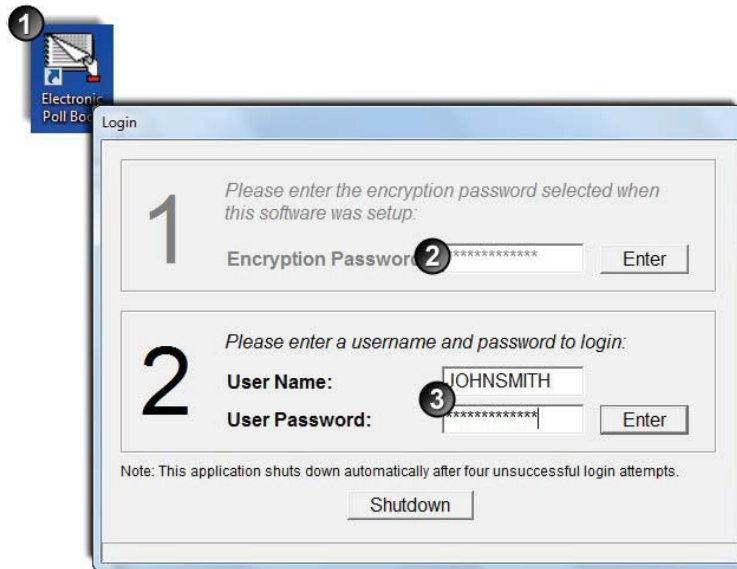 1
Electronic
Poll Boo
Login
1
Please enter the encryption password selected when
this software was setup:
Encryption Password 2 ************* Enter
2
Please enter a username and password to login:
User Name: JOHNSMITH
User Password: 3 ************* Enter
Note: This application shuts down automatically after four unsuccessful login attempts.
Shutdown